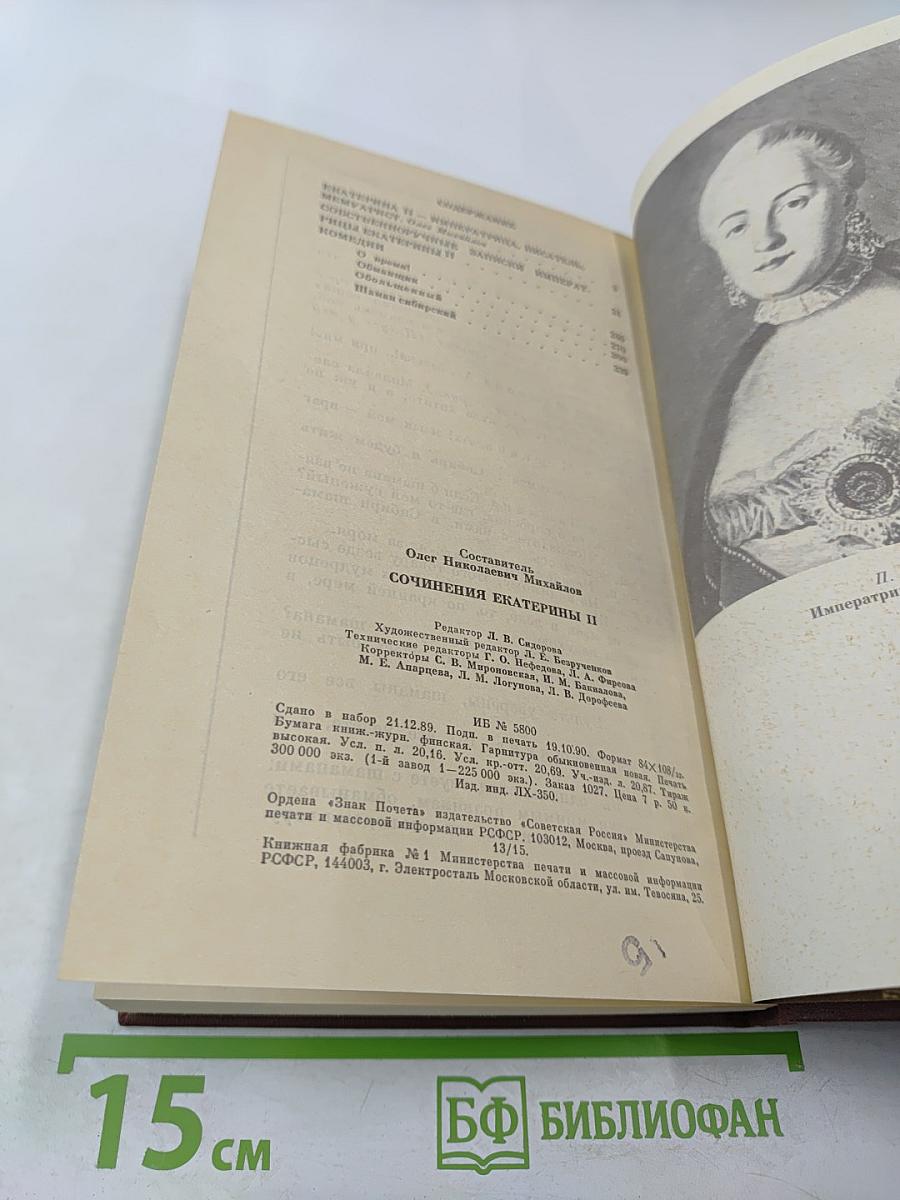 СОДЕРЖАНИЕ
ЕКАТЕРИНА II — ИМПЕРАТРИЦА, ПИСАТЕЛЬ,
МЕМУАРИСТ. Олег Михайлов
СОБСТВЕННОРУЧНЫЕ ЗАПИСКИ ИМПЕРАТ-
РИЦЫ ЕКАТЕРИНЫ II
КОМЕДИИ
О время!
Обманщик
Обольщенный
Шаман сибирский
Составитель
Олег Николаевич Михайлов
СОЧИНЕНИЯ ЕКАТЕРИНЫ II
Редактор Л. В. Сидорова
Художественный редактор Л. Е. Безрученков
Технические редакторы Г. О. Нефедова, Л. А. Фирсова
Корректоры С. В. Мироновская, И. М. Бакналова,
М. Е. Апарцева, Л. М. Логунова, Л. В. Дорофеева
ИБ № 5800
Сдано в набор 21.12.89. Подп. в печать 19.10.90. Формат 84×108/32.
Бумага книж.-журн. финская. Гарнитура обыкновенная новая. Печать
высокая. Усл. п. л. 20,16. Усл. кр.-отт. 20,69. Уч.-изд. л. 20,87. Тираж
300 000 экз. (1-й завод 1—225 000 экз.). Заказ 1027. Цена 7 р. 50 к.
Изд. инд. ЛХ-350.
Ордена «Знак Почета» издательство «Советская Россия» Министерства
печати и массовой информации РСФСР. 103012, Москва, проезд Сапунова,
13/15.
Книжная фабрика № 1 Министерства печати и массовой информации
РСФСР, 144003, г. Электросталь Московской области, ул. им. Тевосяна, 25.
П.
Императри
15 см
БФ БИБЛИОФАН